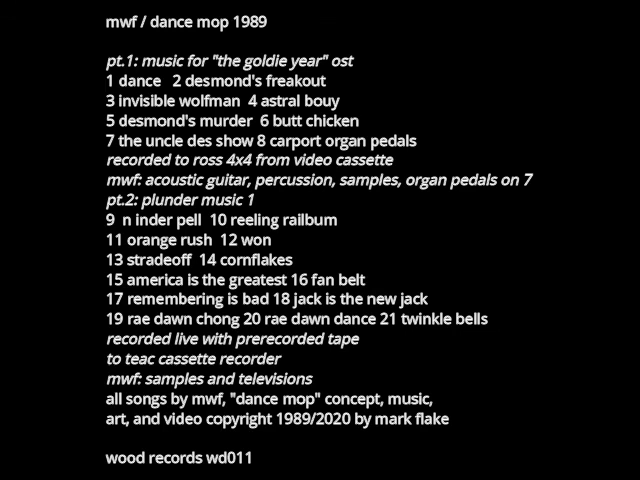 mwf / dance mop 1989
pt.1: music for "the goldie year" ost
1 dance 2 desmond's freakout
3 invisible wolfman 4 astral bouy
5 desmond's murder 6 butt chicken
7 the uncle des show 8 carport organ pedals
recorded to ross 4x4 from video cassette
mwf: acoustic guitar, percussion, samples, organ pedals on 7
pt.2: plunder music 1
9 n inder pell 10 reeling railbum
11 orange rush 12 won
13 stradeoff 14 cornflakes
15 america is the greatest 16 fan belt
17 remembering is bad 18 jack is the new jack
19 rae dawn chong 20 rae dawn dance 21 twinkle bells
recorded live with prerecorded tape
to teac cassette recorder
mwf: samples and televisions
all songs by mwf, "dance mop" concept, music,
art, and video copyright 1989/2020 by mark flake
wood records wd011